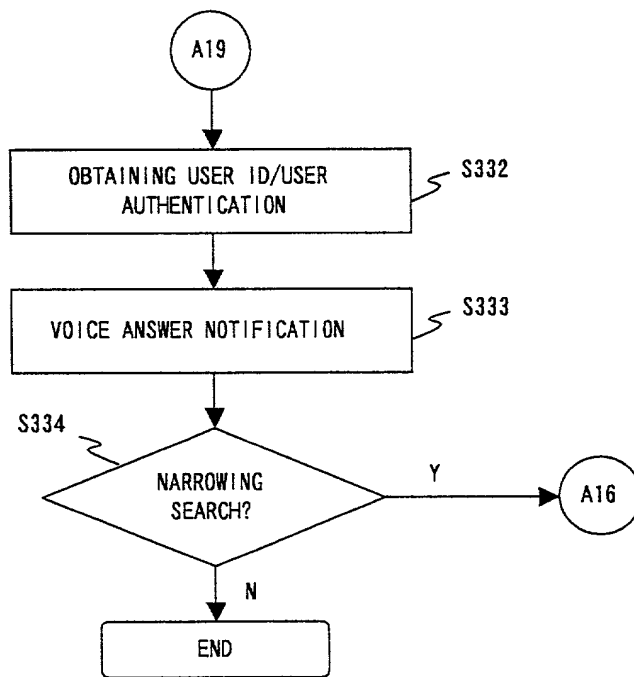 A19
OBTAINING USER ID/USER
AUTHENTICATION
S332
VOICE ANSWER NOTIFICATION
S333
S334
NARROWING
SEARCH?
Y
A16
N
END